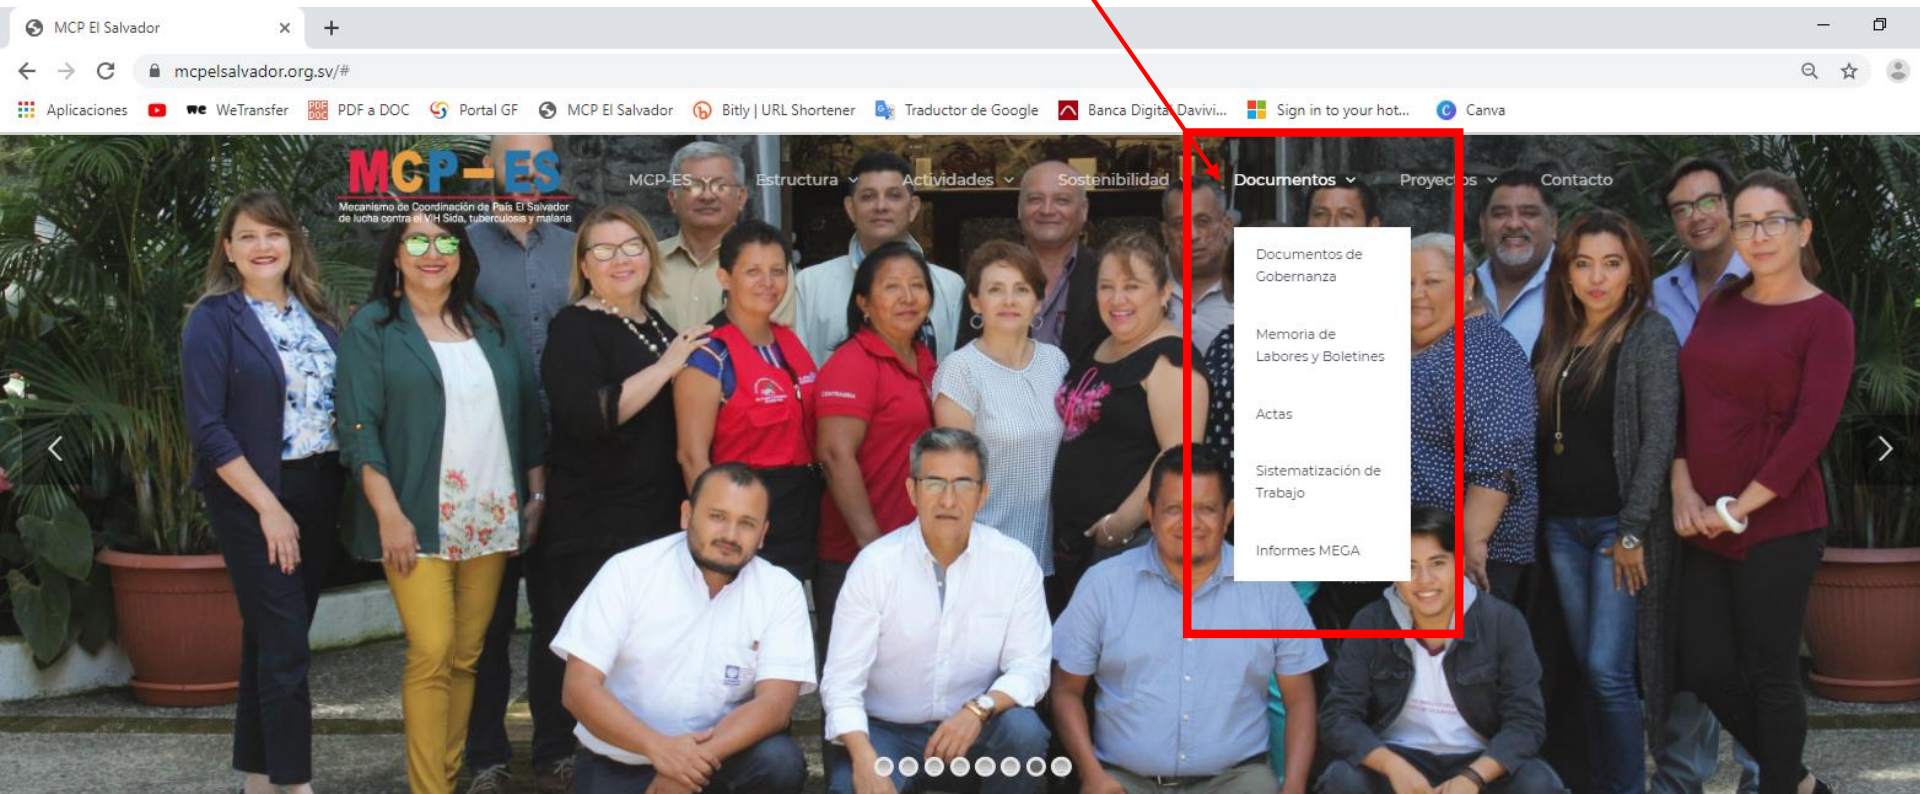 MCP El Salvador
mcpelsalvador.org.sv/#
Aplicaciones
WeTransfer
PDF DOC
PDF a DOC
Portal GF
MCP El Salvador
Bitly | URL Shortener
Traductor de Google
Banca Digital Davivi...
Sign in to your hot...
Canva
MCP-ES
Mecanismo de Coordinación de País El Salvador
de lucha contra el VIH Sida, tuberculosis y malaria
MCP-ES
Estructura
Actividades
Sostenibilidad
Documentos
Proyectos
Contacto
Documentos de
Gobernanza
Memoria de
Labores y Boletines
Actas
Sistematización de
Trabajo
Informes MEGA